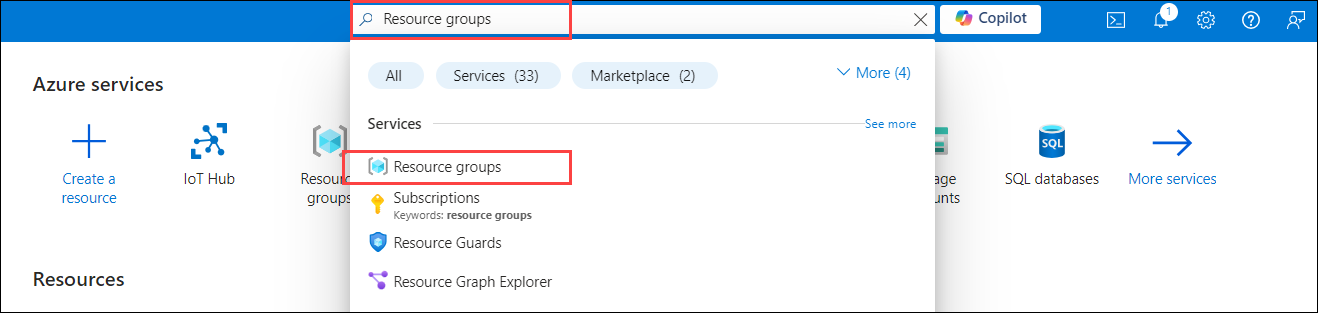 Resource groups
Copilot
1
All
Services (33)
Marketplace (2)
More (4)
Azure services
Services
See more
Create a
resource
IoT Hub
Resour
groups
Resource groups
Subscriptions
Keywords: resource groups
Resource Guards
Resource Graph Explorer
age
unts
SQL
SQL databases
More services
Resources